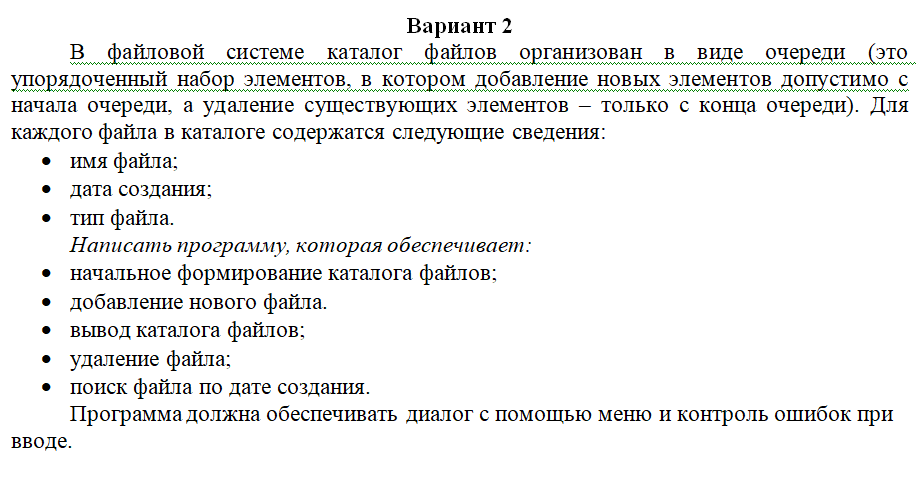 Вариант 2
В файловой системе каталог файлов организован в виде очереди (это
упорядоченный набор элементов, в котором добавление новых элементов допустимо с
начала очереди, а удаление существующих элементов – только с конца очереди). Для
каждого файла в каталоге содержатся следующие сведения:
• имя файла;
• дата создания;
• тип файла.
Написать программу, которая обеспечивает:
• начальное формирование каталога файлов;
• добавление нового файла.
• вывод каталога файлов;
• удаление файла;
• поиск файла по дате создания.
Программа должна обеспечивать диалог с помощью меню и контроль ошибок при
вводе.